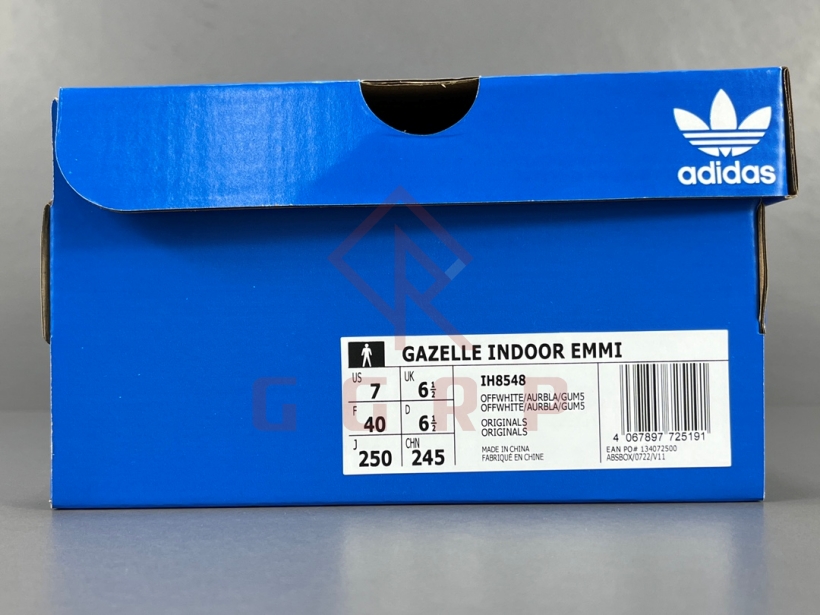 adidas
GAZELLE INDOOR EMMI
US 7 UK 6½
F 40 D 6½
J 250 CHN 245
IH8548
OFFWHITE/AURBLA/GUM5
OFFWHITE/AURBLA/GUM5
ORIGINALS
ORIGINALS
MADE IN CHINA
FABRIQUÉ EN CHINE
4 067897 725191
EAN PO# 134072500
ABSBOX/0722/V11
GGRP